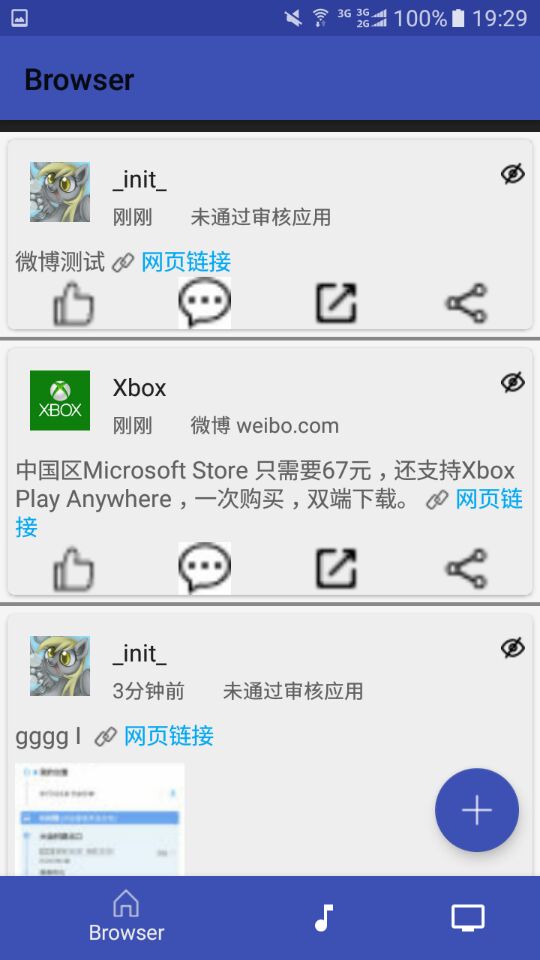 3G 3G 2G 100% 19:29
Browser
_init_
刚刚 未通过审核应用
微博测试 网页链接
XBOX
Xbox
刚刚 微博 weibo.com
中国区Microsoft Store 只需要67元，还支持Xbox
Play Anywhere，一次购买，双端下载。 网页链
接
_init_
3分钟前 未通过审核应用
gggg l 网页链接
Browser